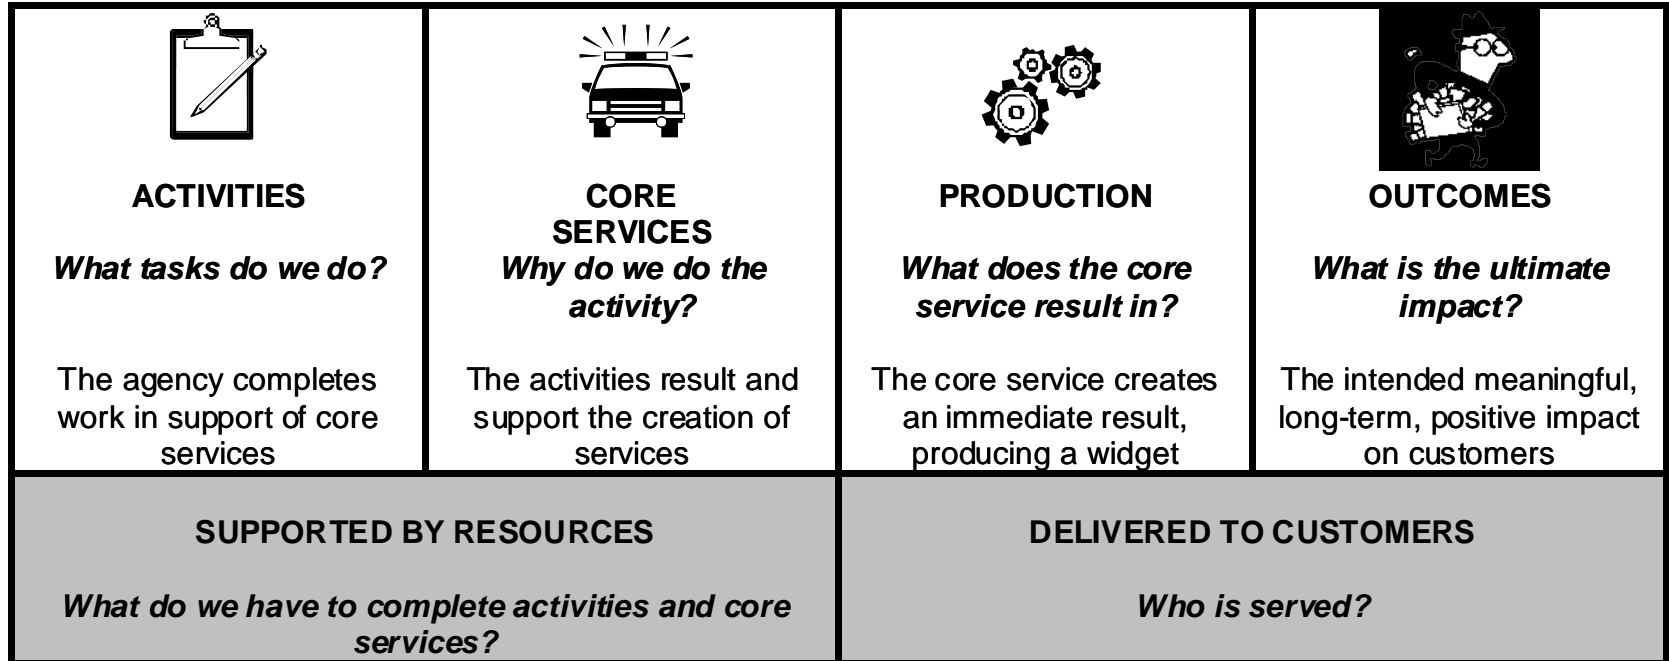 ACTIVITIES
What tasks do we do?
The agency completes
work in support of core
services
CORE
SERVICES
Why do we do the
activity?
The activities result and
support the creation of
services
PRODUCTION
What does the core
service result in?
The core service creates
an immediate result,
producing a widget
OUTCOMES
What is the ultimate
impact?
The intended meaningful,
long-term, positive impact
on customers
SUPPORTED BY RESOURCES
What do we have to complete activities and core
services?
DELIVERED TO CUSTOMERS
Who is served?